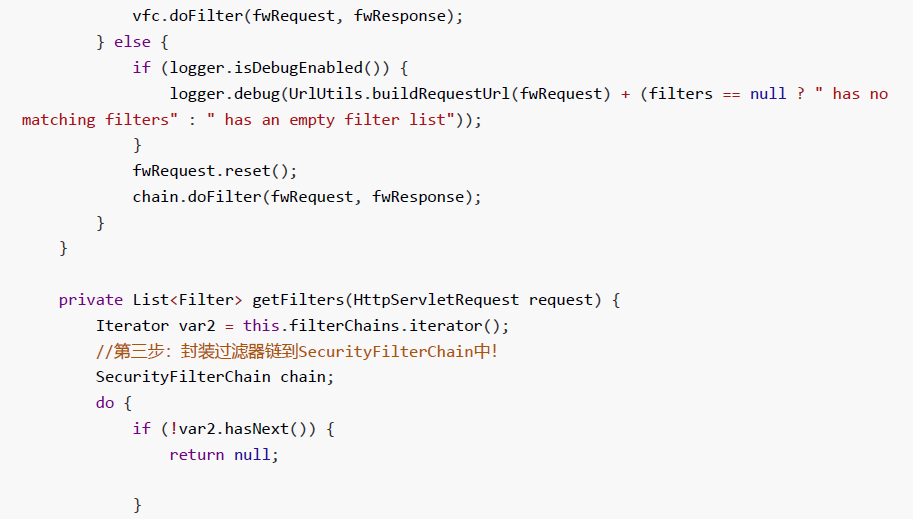 vfc.doFilter(fwRequest, fwResponse);
        } else {
            if (logger.isDebugEnabled()) {
                logger.debug(UrlUtils.buildRequestUrl(fwRequest) + (filters == null ? " has no
matching filters" : " has an empty filter list"));
            }
            fwRequest.reset();
            chain.doFilter(fwRequest, fwResponse);
        }
    }

    private List<Filter> getFilters(HttpServletRequest request) {
        Iterator var2 = this.filterChains.iterator();
        //第三步：封装过滤器链到SecurityFilterChain中！
        SecurityFilterChain chain;
        do {
            if (!var2.hasNext()) {
                return null;

            }